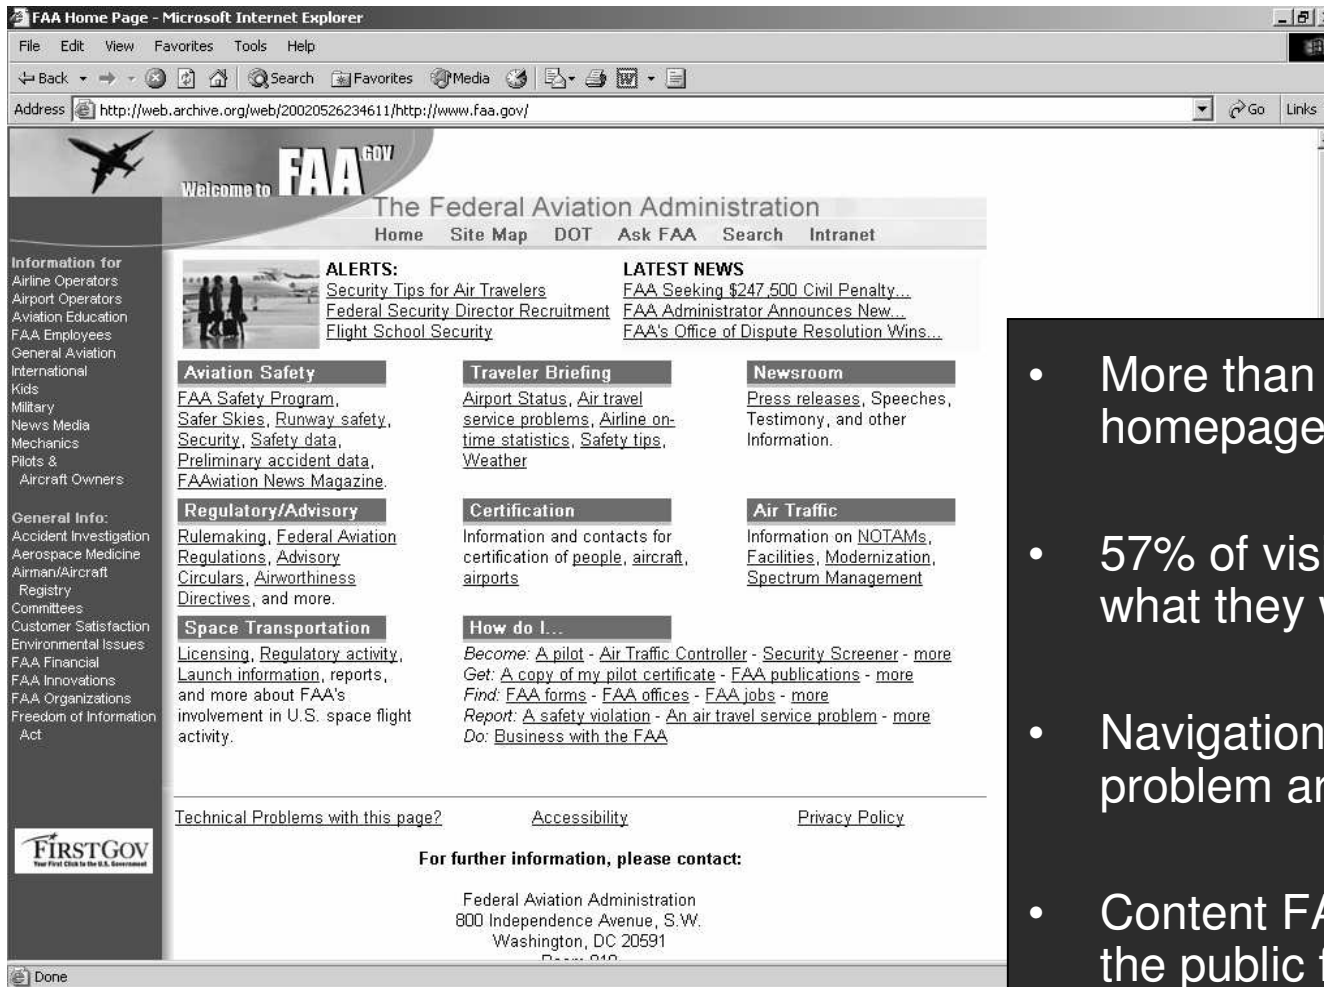 FAA Home Page - Microsoft Internet Explorer
File Edit View Favorites Tools Help
Back Search Favorites Media
Address http://web.archive.org/web/20020526234611/http://www.faa.gov/ Go Links
Welcome to FAA.GOV
The Federal Aviation Administration
Home Site Map DOT Ask FAA Search Intranet
Information for
Airline Operators
Airport Operators
Aviation Education
FAA Employees
General Aviation
International
Kids
Military
News Media
Mechanics
Pilots &
Aircraft Owners
General Info:
Accident Investigation
Aerospace Medicine
Airman/Aircraft
Registry
Committees
Customer Satisfaction
Environmental Issues
FAA Financial
FAA Innovations
FAA Organizations
Freedom of Information
Act
FIRSTGOV
Your First Click to the U.S. Government
ALERTS:
Security Tips for Air Travelers
Federal Security Director Recruitment
Flight School Security
LATEST NEWS
FAA Seeking $247,500 Civil Penalty...
FAA Administrator Announces New...
FAA's Office of Dispute Resolution Wins...
Aviation Safety
FAA Safety Program,
Safer Skies, Runway safety,
Security, Safety data,
Preliminary accident data,
FAAviation News Magazine.
Traveler Briefing
Airport Status, Air travel
service problems, Airline on-
time statistics, Safety tips,
Weather
Newsroom
Press releases, Speeches,
Testimony, and other
Information.
Regulatory/Advisory
Rulemaking, Federal Aviation
Regulations, Advisory
Circulars, Airworthiness
Directives, and more.
Certification
Information and contacts for
certification of people, aircraft,
airports
Air Traffic
Information on NOTAMs,
Facilities, Modernization,
Spectrum Management
Space Transportation
Licensing, Regulatory activity,
Launch information, reports,
and more about FAA's
involvement in U.S. space flight
activity.
How do I...
Become: A pilot - Air Traffic Controller - Security Screener - more
Get: A copy of my pilot certificate - FAA publications - more
Find: FAA forms - FAA offices - FAA jobs - more
Report: A safety violation - An air travel service problem - more
Do: Business with the FAA
Technical Problems with this page? Accessibility Privacy Policy
For further information, please contact:
Federal Aviation Administration
800 Independence Avenue, S.W.
Washington, DC 20591
Done
• More than
homepage
• 57% of
what they
• Navigation
problem
• Content
the public